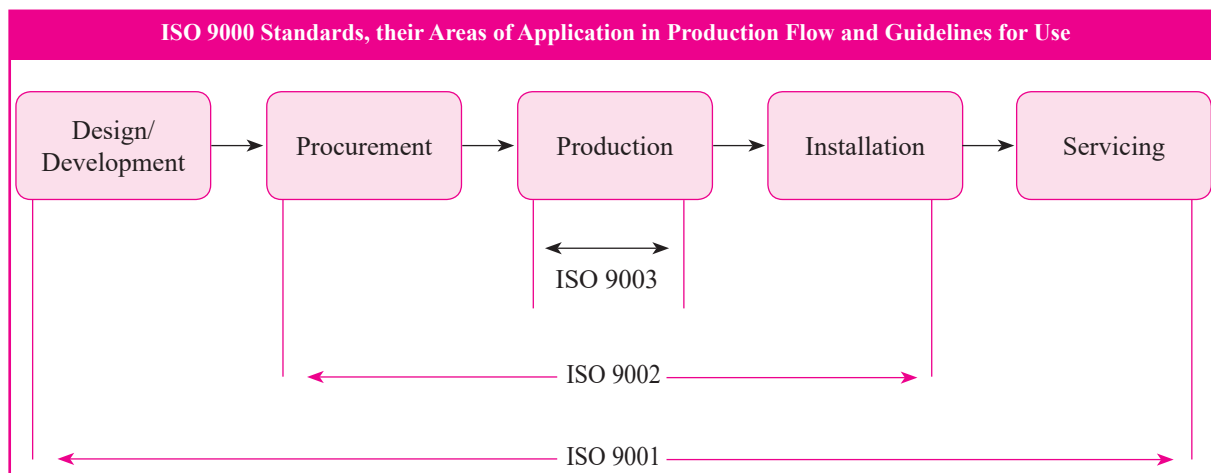 ISO 9000 Standards, their Areas of Application in Production Flow and Guidelines for Use
Design/
Development
Procurement
Production
Installation
Servicing
ISO 9003
ISO 9002
ISO 9001